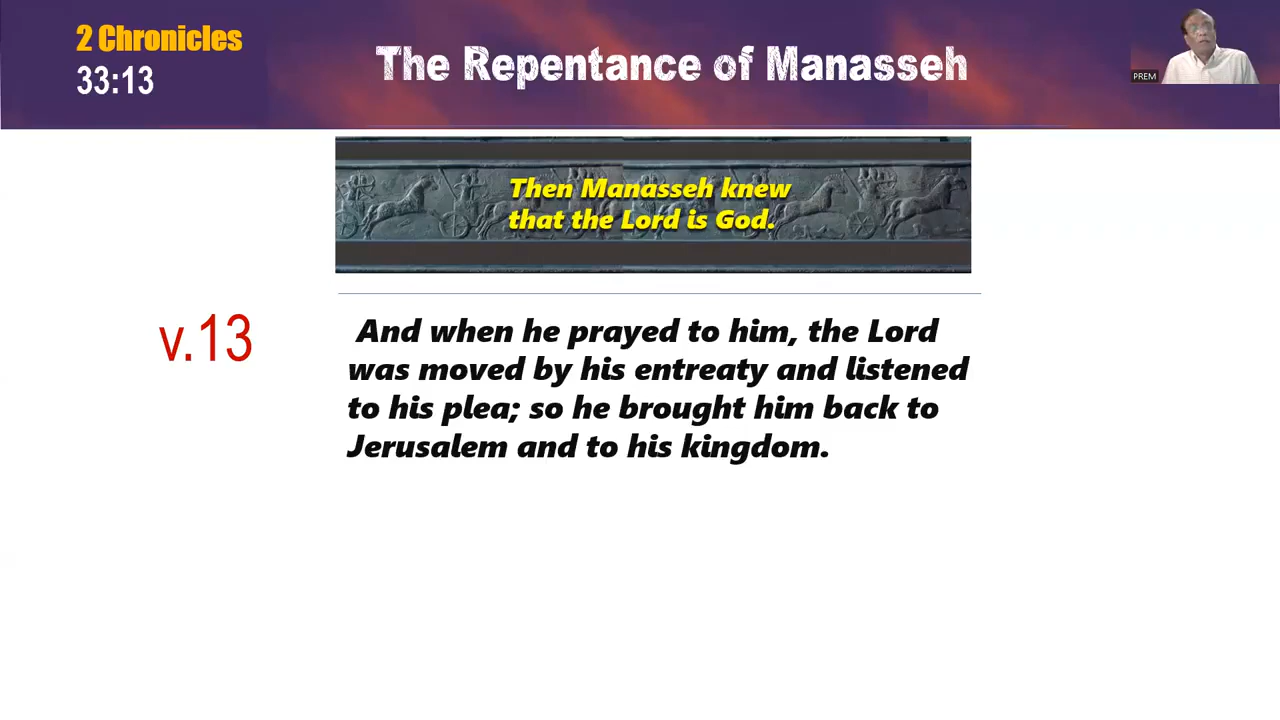 2 Chronicles
33:13
The Repentance of Manasseh
PREM
Then Manasseh knew
that the Lord is God.
v.13
And when he prayed to him, the Lord
was moved by his entreaty and listened
to his plea; so he brought him back to
Jerusalem and to his kingdom.